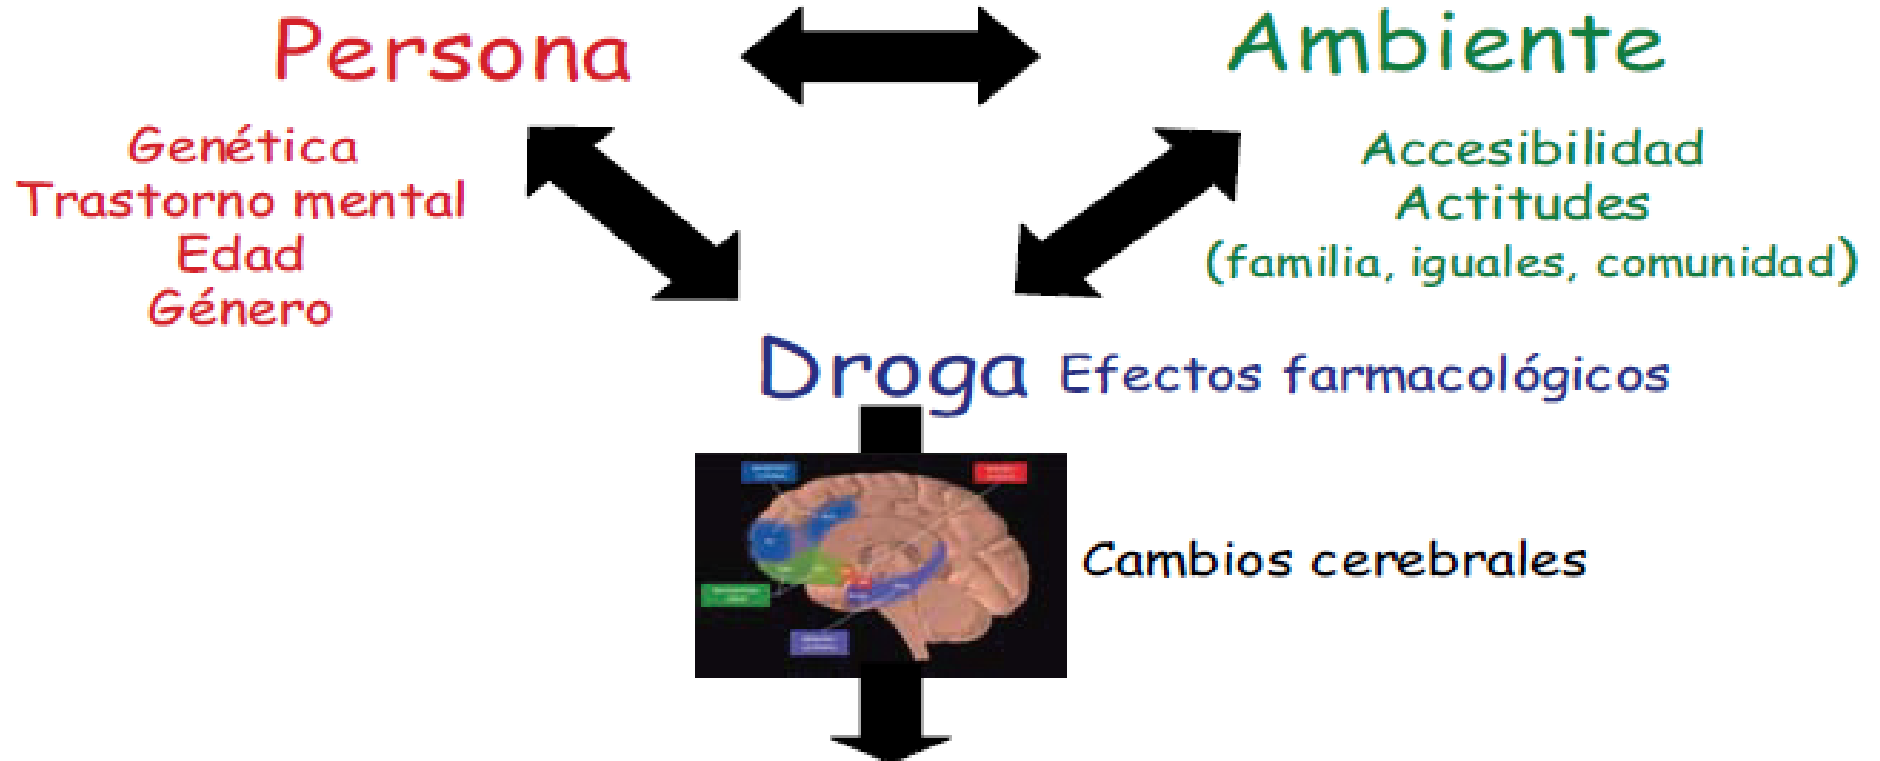 Persona
Ambiente
Genética
Trastorno mental
Edad
Género
Accesibilidad
Actitudes
(familia, iguales, comunidad)
Droga Efectos farmacológicos
Cambios cerebrales